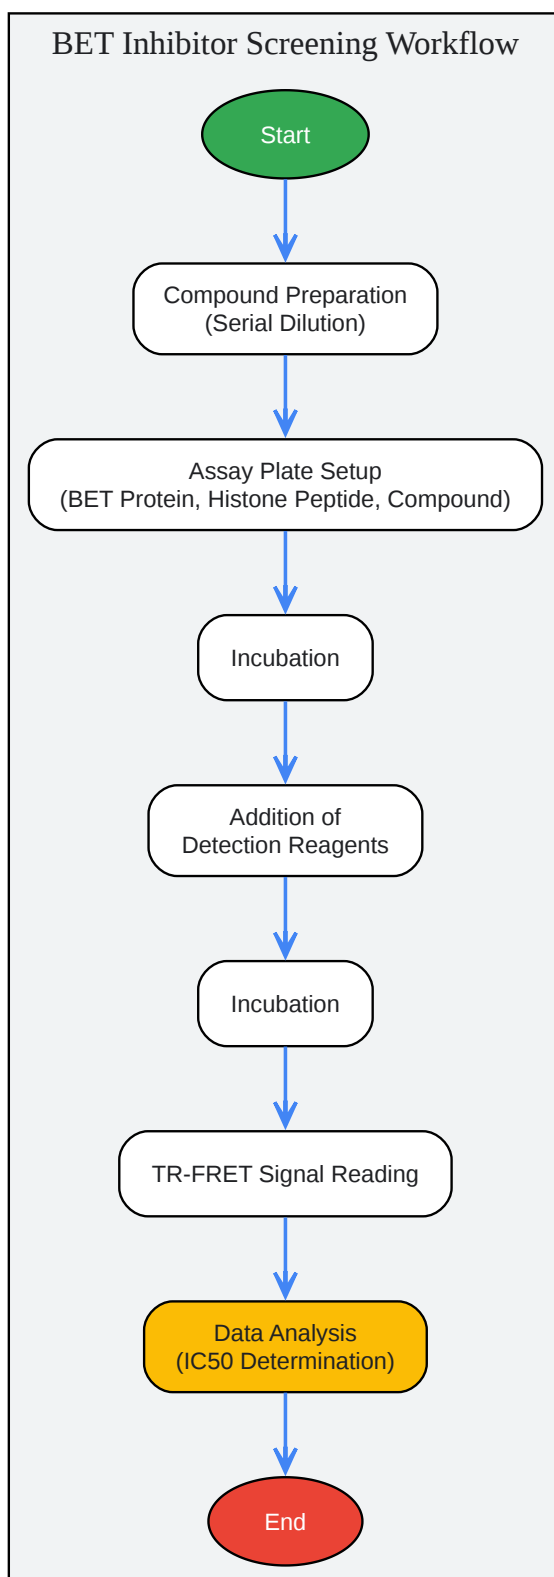 BET Inhibitor Screening Workflow
Start
Compound Preparation
(Serial Dilution)
Assay Plate Setup
(BET Protein, Histone Peptide, Compound)
Incubation
Addition of
Detection Reagents
Incubation
TR-FRET Signal Reading
Data Analysis
(IC50 Determination)
End